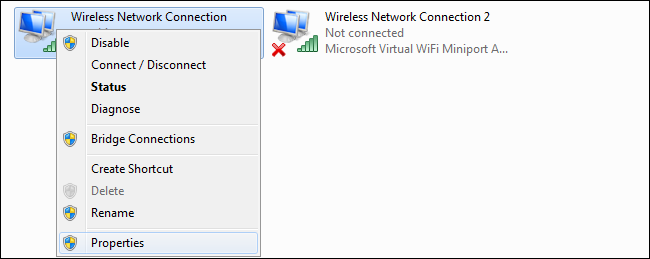 Wireless Network Connection
Disable
Connect / Disconnect
Status
Diagnose
Bridge Connections
Create Shortcut
Delete
Rename
Properties
Wireless Network Connection 2
Not connected
Microsoft Virtual WiFi Miniport A...